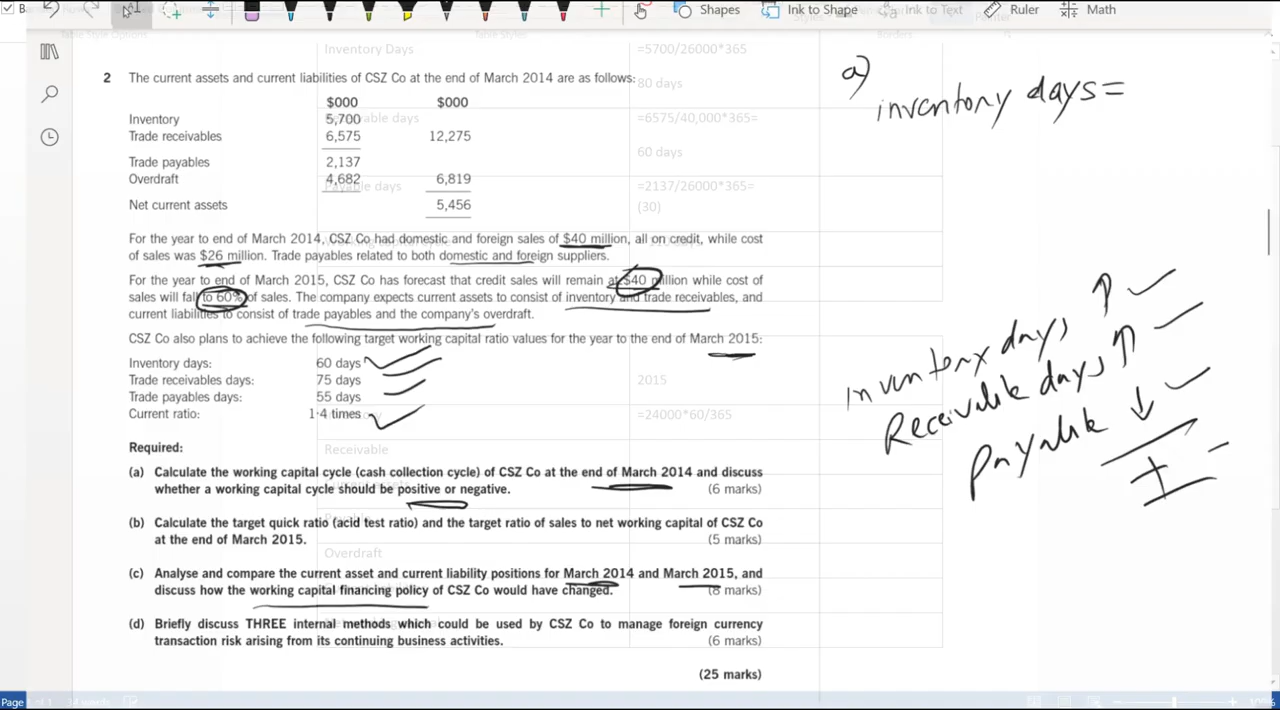 Shapes
Ink to Shape
Ink to Text
Ruler
Math
Table Styles
Borders
Inventory Days
=5700/26000*365
80 days
=6575/40,000*365=
60 days
=2137/26000*365=
(30)
2015
=24000*60/365
Receivable
Overdraft
2 The current assets and current liabilities of CSZ Co at the end of March 2014 are as follows:
$000 $000
Inventory 5,700
Trade receivables 6,575 12,275
Trade payables 2,137
Overdraft 4,682 6,819
Net current assets 5,456
For the year to end of March 2014, CSZ Co had domestic and foreign sales of $40 million, all on credit, while cost
of sales was $26 million. Trade payables related to both domestic and foreign suppliers.
For the year to end of March 2015, CSZ Co has forecast that credit sales will remain at $40 million while cost of
sales will fall to 60% of sales. The company expects current assets to consist of inventory and trade receivables, and
current liabilities to consist of trade payables and the company's overdraft.
CSZ Co also plans to achieve the following target working capital ratio values for the year to the end of March 2015:
Inventory days: 60 days
Trade receivables days: 75 days
Trade payables days: 55 days
Current ratio: 1·4 times
Required:
(a) Calculate the working capital cycle (cash collection cycle) of CSZ Co at the end of March 2014 and discuss
whether a working capital cycle should be positive or negative. (6 marks)
(b) Calculate the target quick ratio (acid test ratio) and the target ratio of sales to net working capital of CSZ Co
at the end of March 2015. (5 marks)
(c) Analyse and compare the current asset and current liability positions for March 2014 and March 2015, and
discuss how the working capital financing policy of CSZ Co would have changed. (8 marks)
(d) Briefly discuss THREE internal methods which could be used by CSZ Co to manage foreign currency
transaction risk arising from its continuing business activities. (6 marks)
(25 marks)
a)
inventory days=
inventory days ↑
Receivable days ↑
payable ↓
Page 1 of 1